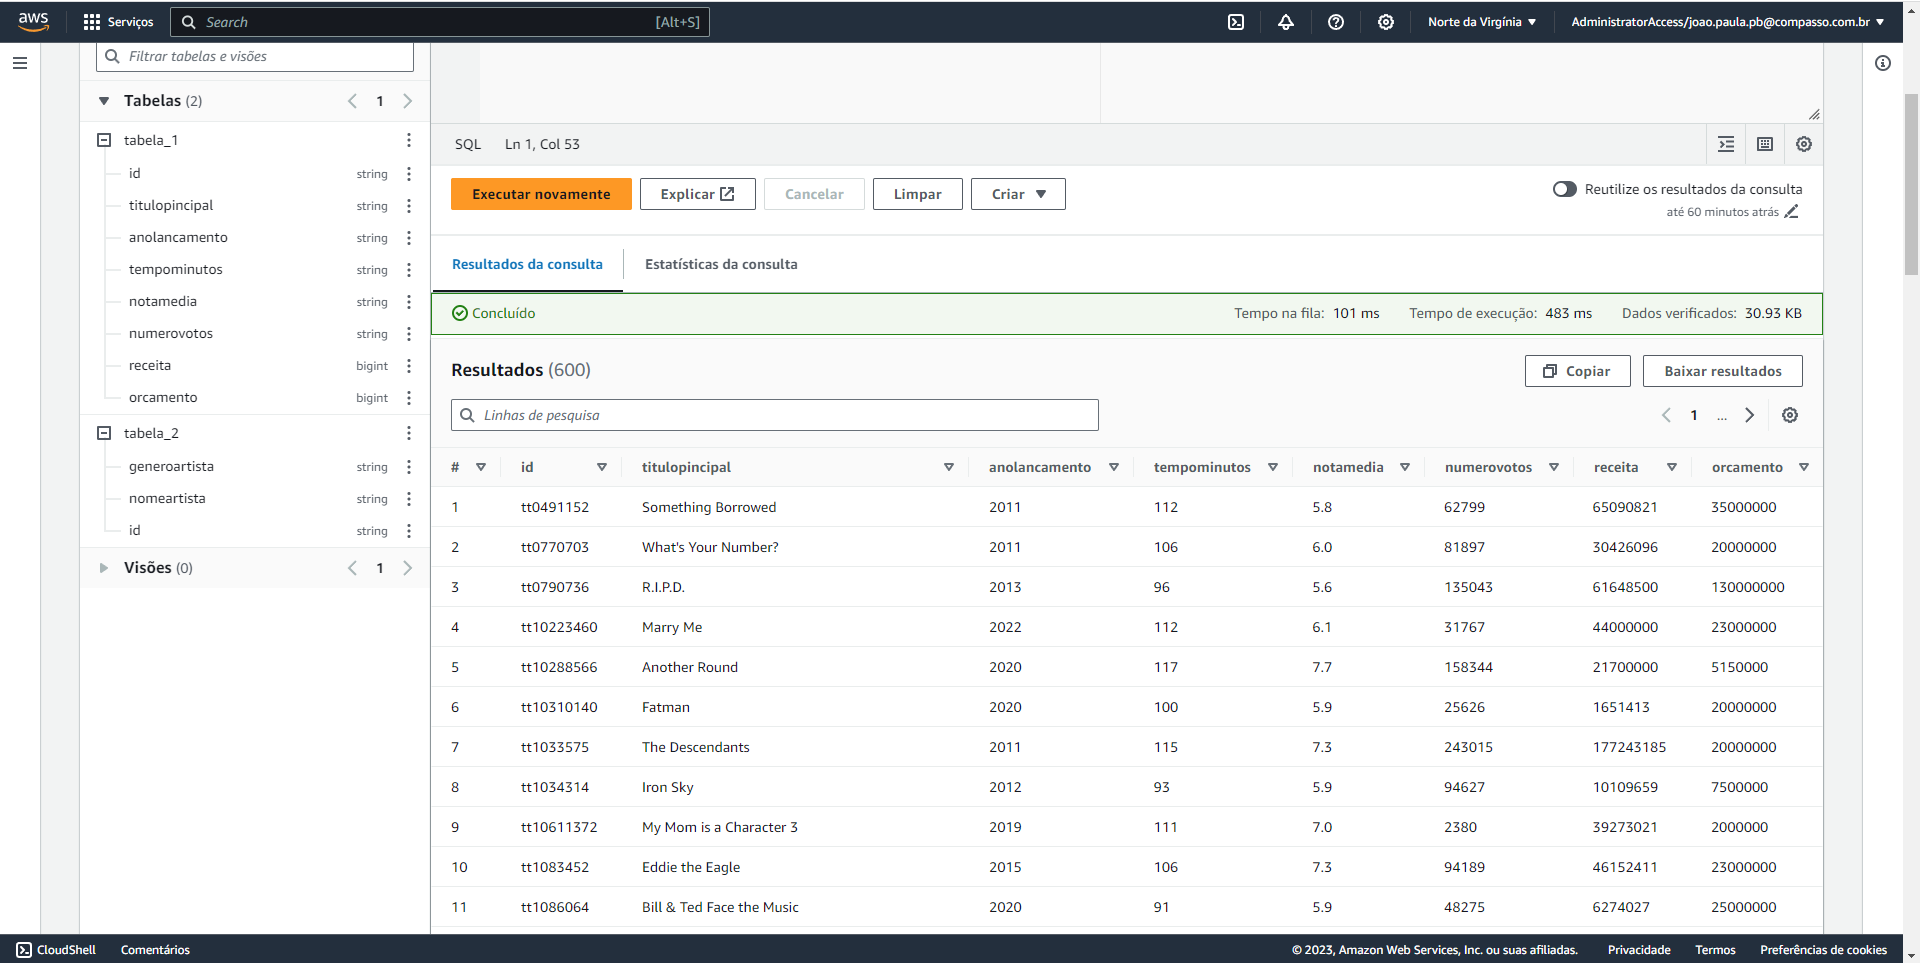 aws Serviços Search [Alt+S] Norte da Virgínia AdministratorAccess/joao.paula.pb@compasso.com.br
Filtrar tabelas e visões
Tabelas (2) 1
tabela_1
id string
titulopincipal string
anolancamento string
tempominutos string
notamedia string
numerovotos string
receita bigint
orcamento bigint
tabela_2
generoartista string
nomeartista string
id string
Visões (0) 1
SQL Ln 1, Col 53
Executar novamente Explicar Cancelar Limpar Criar
Reutilize os resultados da consulta
até 60 minutos atrás
Resultados da consulta Estatísticas da consulta
Concluído Tempo na fila: 101 ms Tempo de execução: 483 ms Dados verificados: 30.93 KB
Resultados (600) Copiar Baixar resultados
Linhas de pesquisa 1 ...
# id titulopincipal anolancamento tempominutos notamedia numerovotos receita orcamento
1 tt0491152 Something Borrowed 2011 112 5.8 62799 65090821 35000000
2 tt0770703 What's Your Number? 2011 106 6.0 81897 30426096 20000000
3 tt0790736 R.I.P.D. 2013 96 5.6 135043 61648500 130000000
4 tt10223460 Marry Me 2022 112 6.1 31767 44000000 23000000
5 tt10288566 Another Round 2020 117 7.7 158344 21700000 5150000
6 tt10310140 Fatman 2020 100 5.9 25626 1651413 20000000
7 tt1033575 The Descendants 2011 115 7.3 243015 177243185 20000000
8 tt1034314 Iron Sky 2012 93 5.9 94627 10109659 7500000
9 tt10611372 My Mom is a Character 3 2019 111 7.0 2380 39273021 2000000
10 tt1083452 Eddie the Eagle 2015 106 7.3 94189 46152411 23000000
11 tt1086064 Bill & Ted Face the Music 2020 91 5.9 48275 6274027 25000000
CloudShell Comentários © 2023, Amazon Web Services, Inc. ou suas afiliadas. Privacidade Termos Preferências de cookies